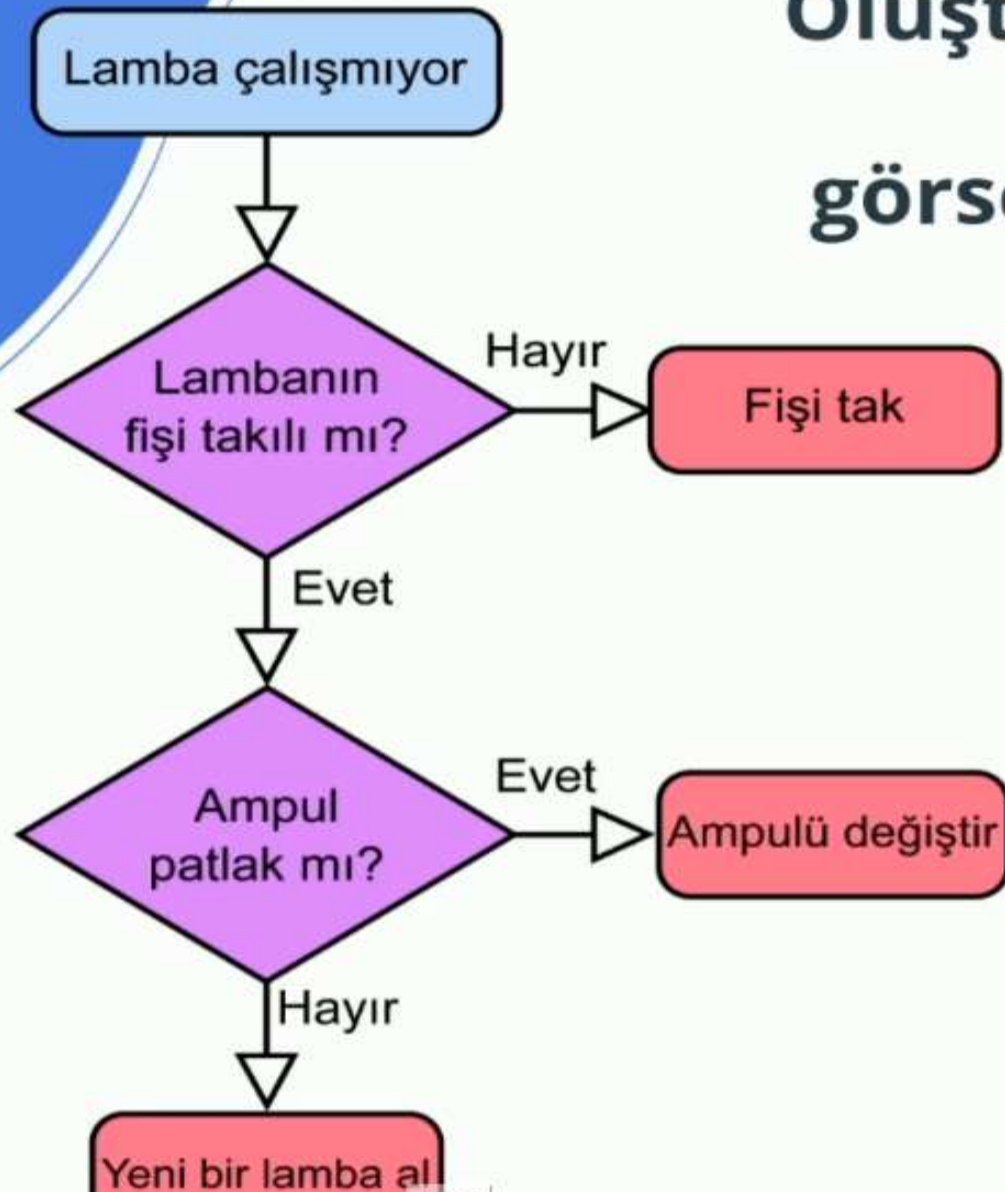 Lamba çalışmıyor
görs
Lambanın
fişi takılı mı?
Hayır
Fişi tak
Evet
Ampul
patlak mı?
Evet
Ampulü değiştir
Hayır
Yeni bir lamba al